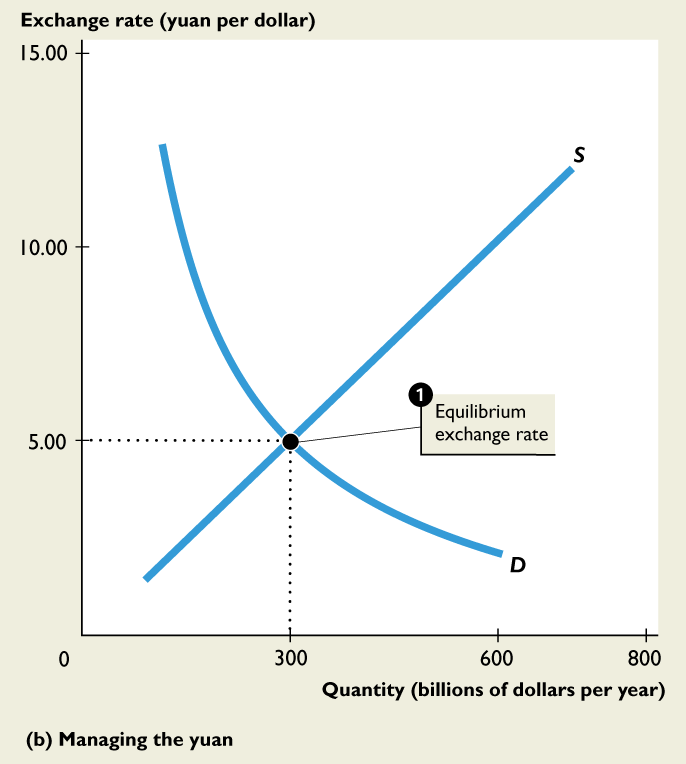 Exchange rate (yuan per dollar)
15.00
10.00
5.00
0
300
600
800
S
1
Equilibrium
exchange rate
D
Quantity (billions of dollars per year)
(b) Managing the yuan